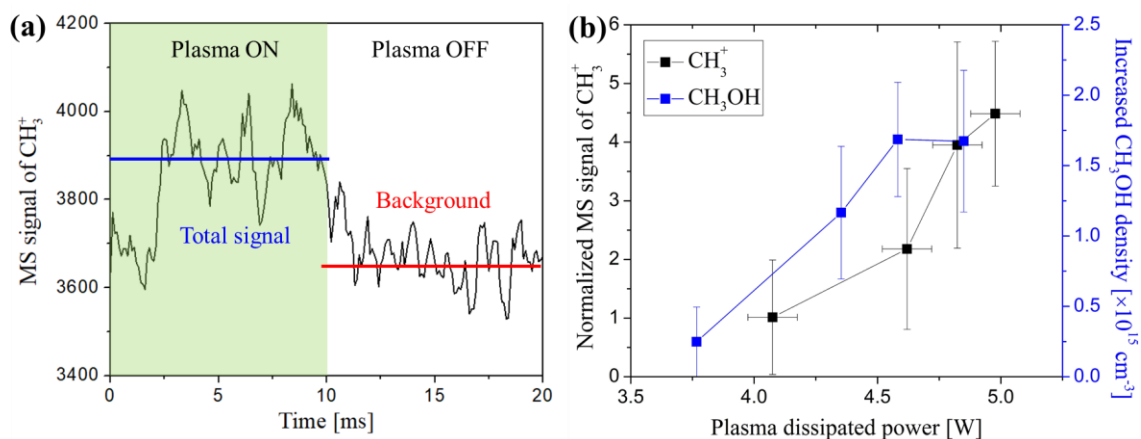 (a)
Plasma ON
Plasma OFF
Total signal
Background
MS signal of CH₃⁺
4200
4000
3800
3600
3400
0
5
10
15
20
Time [ms]
(b)
CH₃⁺
CH₃OH
Normalized MS signal of CH₃⁺
6
5
4
3
2
1
0
3.5
4.0
4.5
5.0
Plasma dissipated power [W]
2.5
2.0
1.5
1.0
0.5
0.0
Increased CH₃OH density [×10¹⁵ cm⁻³]